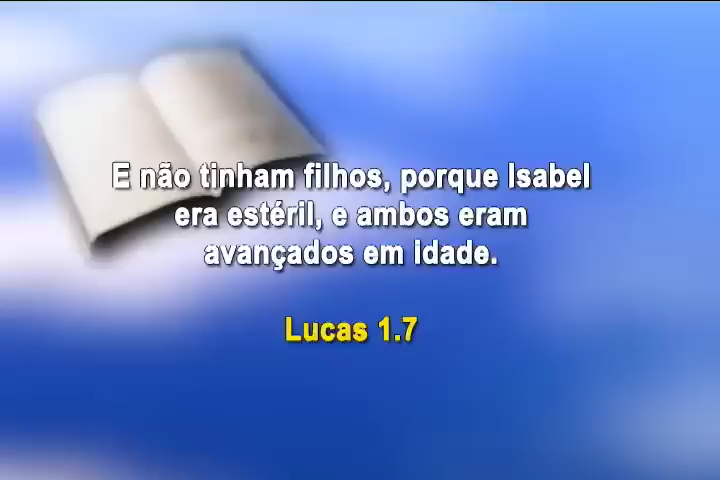 E não tinham filhos, porque Isabel
era estéril, e ambos eram
avançados em idade.
Lucas 1.7